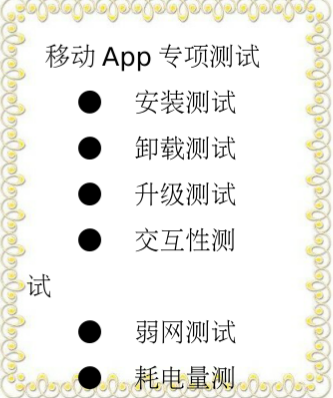 移动 App 专项测试
● 安装测试
● 卸载测试
● 升级测试
● 交互性测
试
● 弱网测试
● 耗电量测